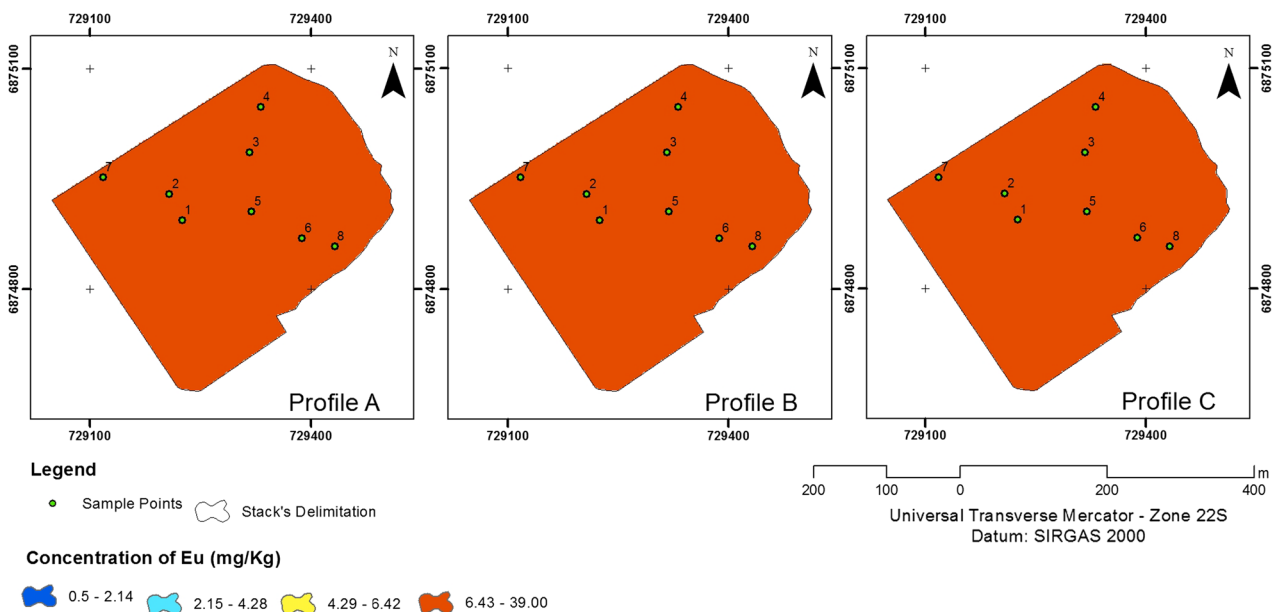 729100 729400 729100 729400 729100 729400
6875100 N 6875100 N 6875100 N 6875100
4 4 4
3 3 3
7 7 7
2 2 2
1 5 1 5 1 5
6 8 6 8 6 8
6874800 6874800 6874800 6874800
Profile A Profile B Profile C
729100 729400 729100 729400 729100 729400
Legend
Sample Points Stack's Delimitation
200 100 0 200 400 m
Universal Transverse Mercator - Zone 22S
Datum: SIRGAS 2000
Concentration of Eu (mg/Kg)
0.5 - 2.14 2.15 - 4.28 4.29 - 6.42 6.43 - 39.00